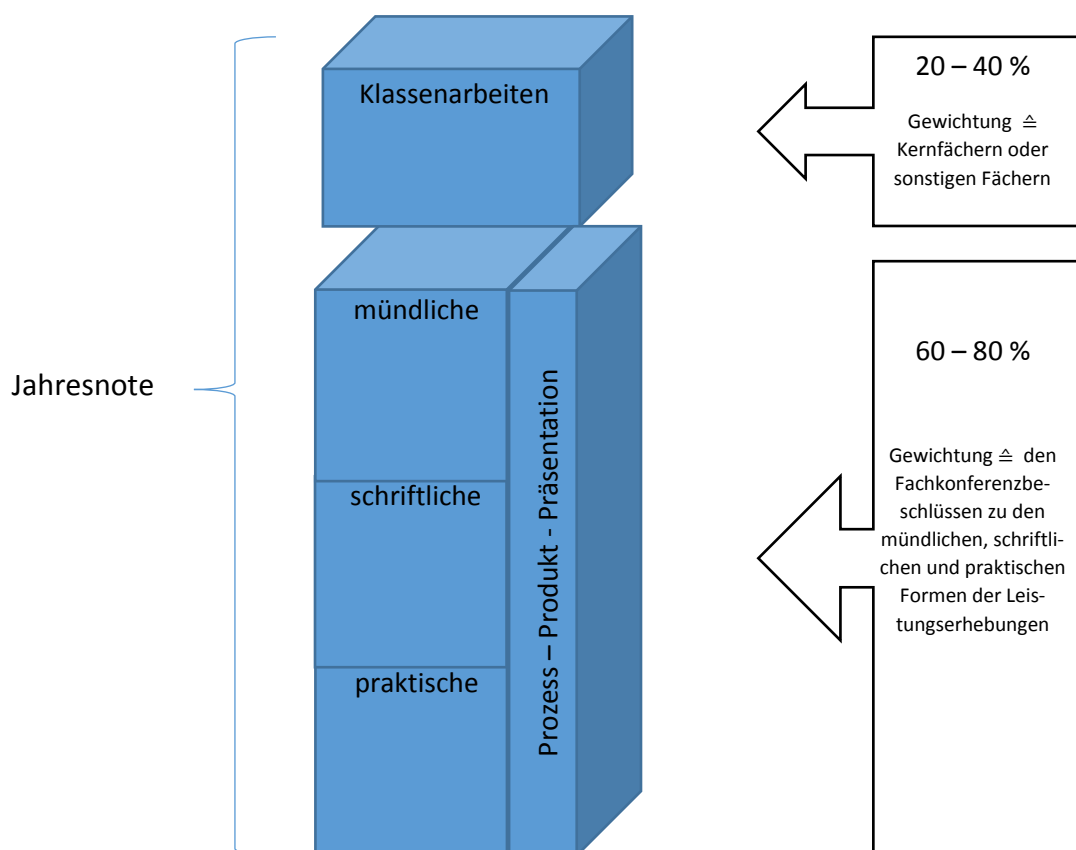 Jahresnote
Klassenarbeiten
mündliche
schriftliche
praktische
Prozess – Produkt - Präsentation
20 – 40 %
Gewichtung ≙
Kernfächern oder
sonstigen Fächern
60 – 80 %
Gewichtung ≙ den
Fachkonferenzbe-
schlüssen zu den
mündlichen, schriftli-
chen und praktischen
Formen der Leis-
tungserhebungen